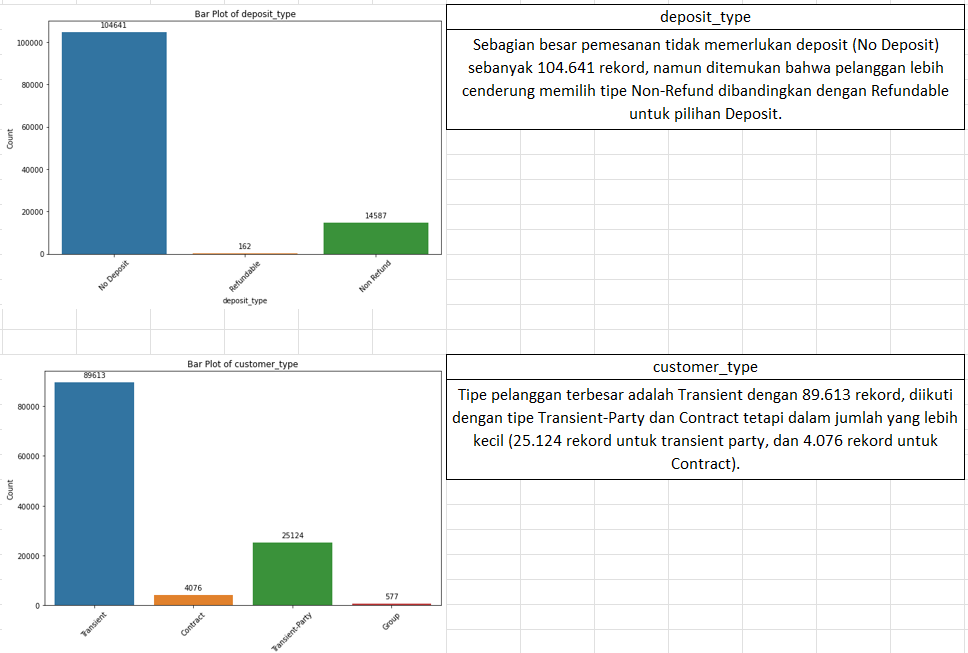 Bar Plot of deposit_type
104641
100000
80000
60000
40000
20000
0
Count
162
14587
No Deposit
Refundable
Non Refund
deposit_type
deposit_type
Sebagian besar pemesanan tidak memerlukan deposit (No Deposit)
sebanyak 104.641 rekord, namun ditemukan bahwa pelanggan lebih
cenderung memilih tipe Non-Refund dibandingkan dengan Refundable
untuk pilihan Deposit.
Bar Plot of customer_type
89613
80000
60000
40000
20000
0
Count
4076
25124
577
Transient
Contract
Transient-Party
Group
customer_type
Tipe pelanggan terbesar adalah Transient dengan 89.613 rekord, diikuti
dengan tipe Transient-Party dan Contract tetapi dalam jumlah yang lebih
kecil (25.124 rekord untuk transient party, dan 4.076 rekord untuk
Contract).